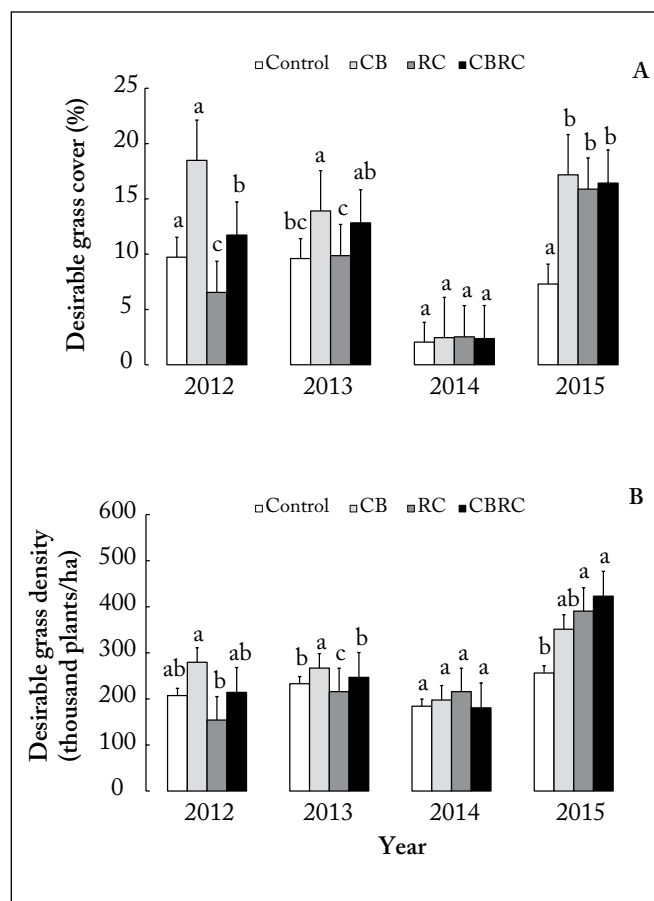 Control CB RC CBRC
A
Desirable grass cover (%)
25
20
15
10
5
0
a a c b
bc a c ab
a a a a
a b b b
2012 2013 2014 2015
B
Control CB RC CBRC
Desirable grass density
(thousand plants/ha)
600
500
400
300
200
100
0
ab a b ab
b a c b
a a a a
b ab a a
2012 2013 2014 2015
Year